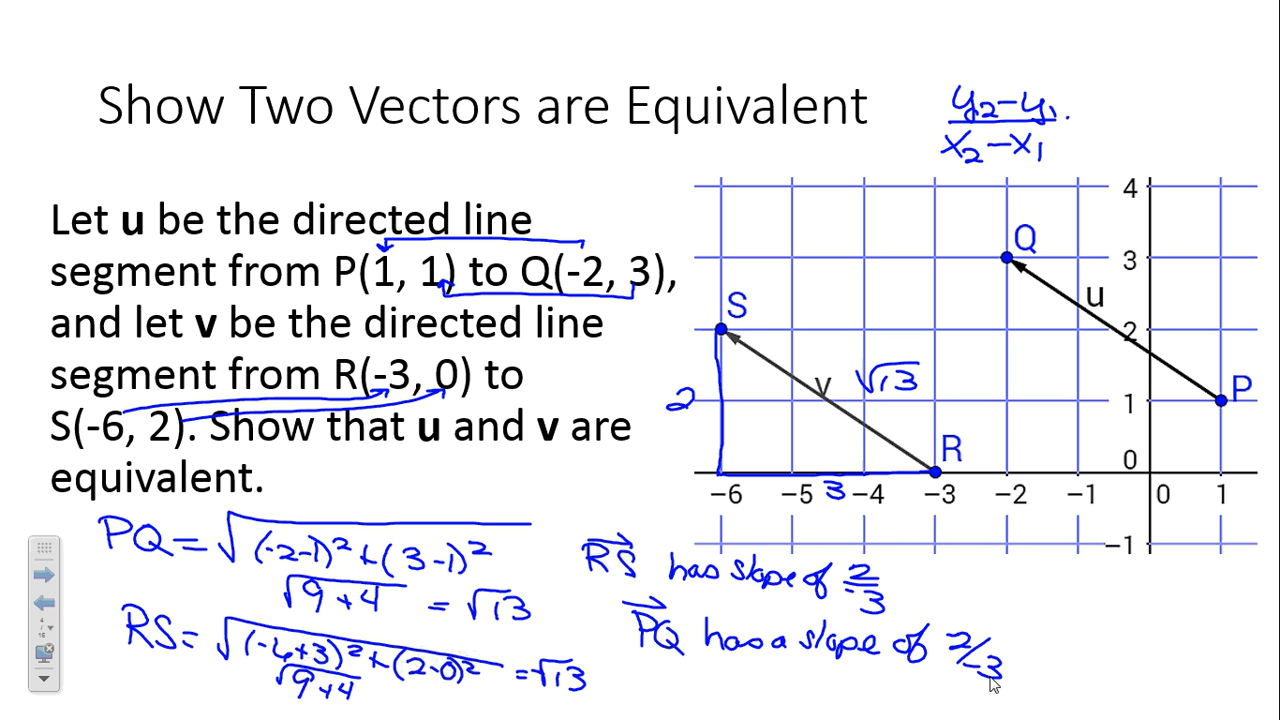 Show Two Vectors are Equivalent
y₂-y₁.
x₂-x₁
Let u be the directed line
segment from P(1, 1) to Q(-2, 3),
and let v be the directed line
segment from R(-3, 0) to
S(-6, 2). Show that u and v are
equivalent.
4
3
2
1
0
-1
-6 -5 -4 -3 -2 -1 0 1
Q
u
S
P
v √13
R
2
3
PQ = √(-2-1)² + (3-1)²
√9+4 = √13
RS = √(-6+3)² + (2-0)² = √13
√9+4
RS has slope of 2/-3
PQ has a slope of 2/-3